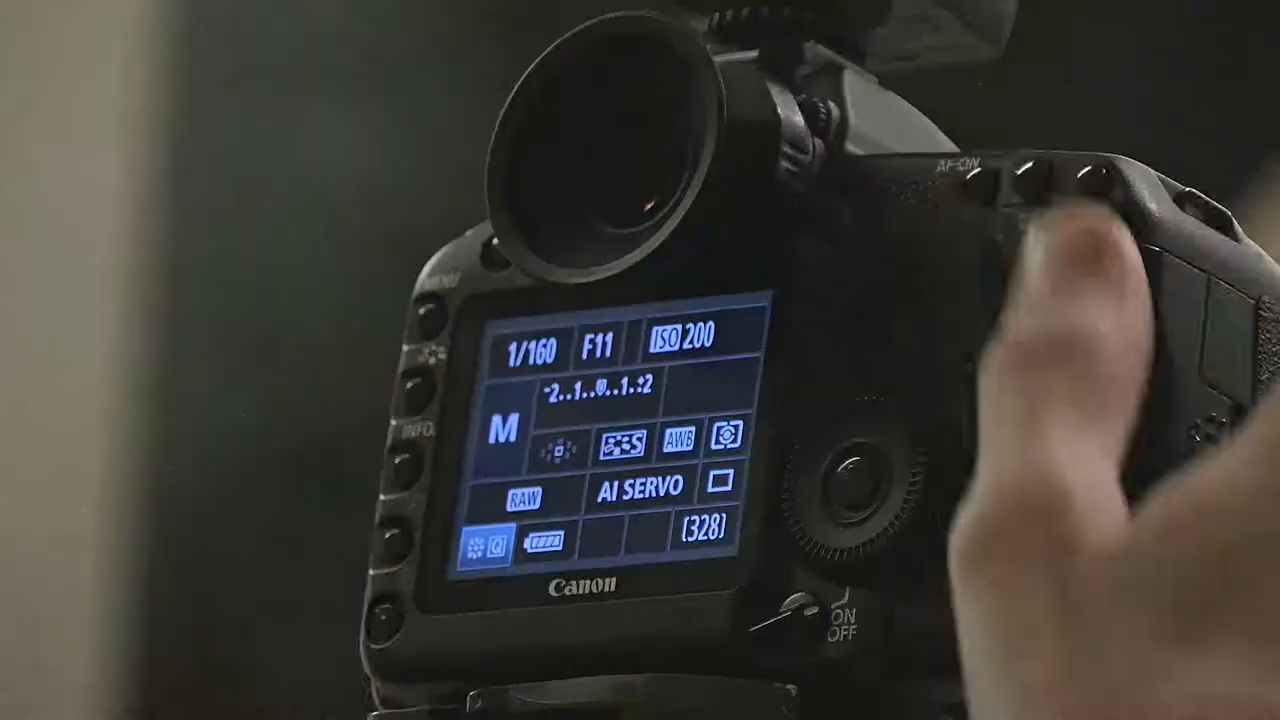 AF-ON
MENU
1/160 F11 ISO 200
-2..1..0..1.:+2
M
S AWB
INFO.
RAW AI SERVO
Q [328]
Canon
ON
OFF